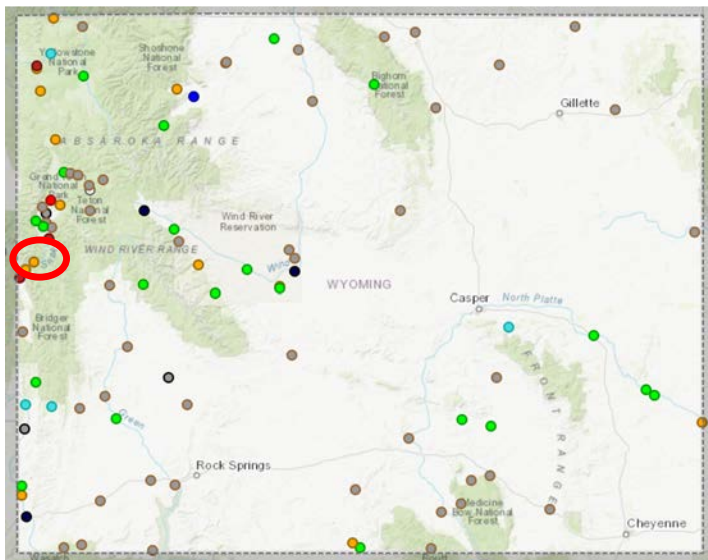 Yellowstone
National
Park
Shoshone
National
Forest
Bighorn
National
Forest
Gillette
ABSAROKA RANGE
Grand
National
Park
Teton
National
Forest
Wind River
Reservation
WIND RIVER RANGE
Wind
WYOMING
Casper
North Platte
Bridger
National
Forest
FRONT RANGE
Green
Rock Springs
Medicine
Bow National
Forest
Cheyenne